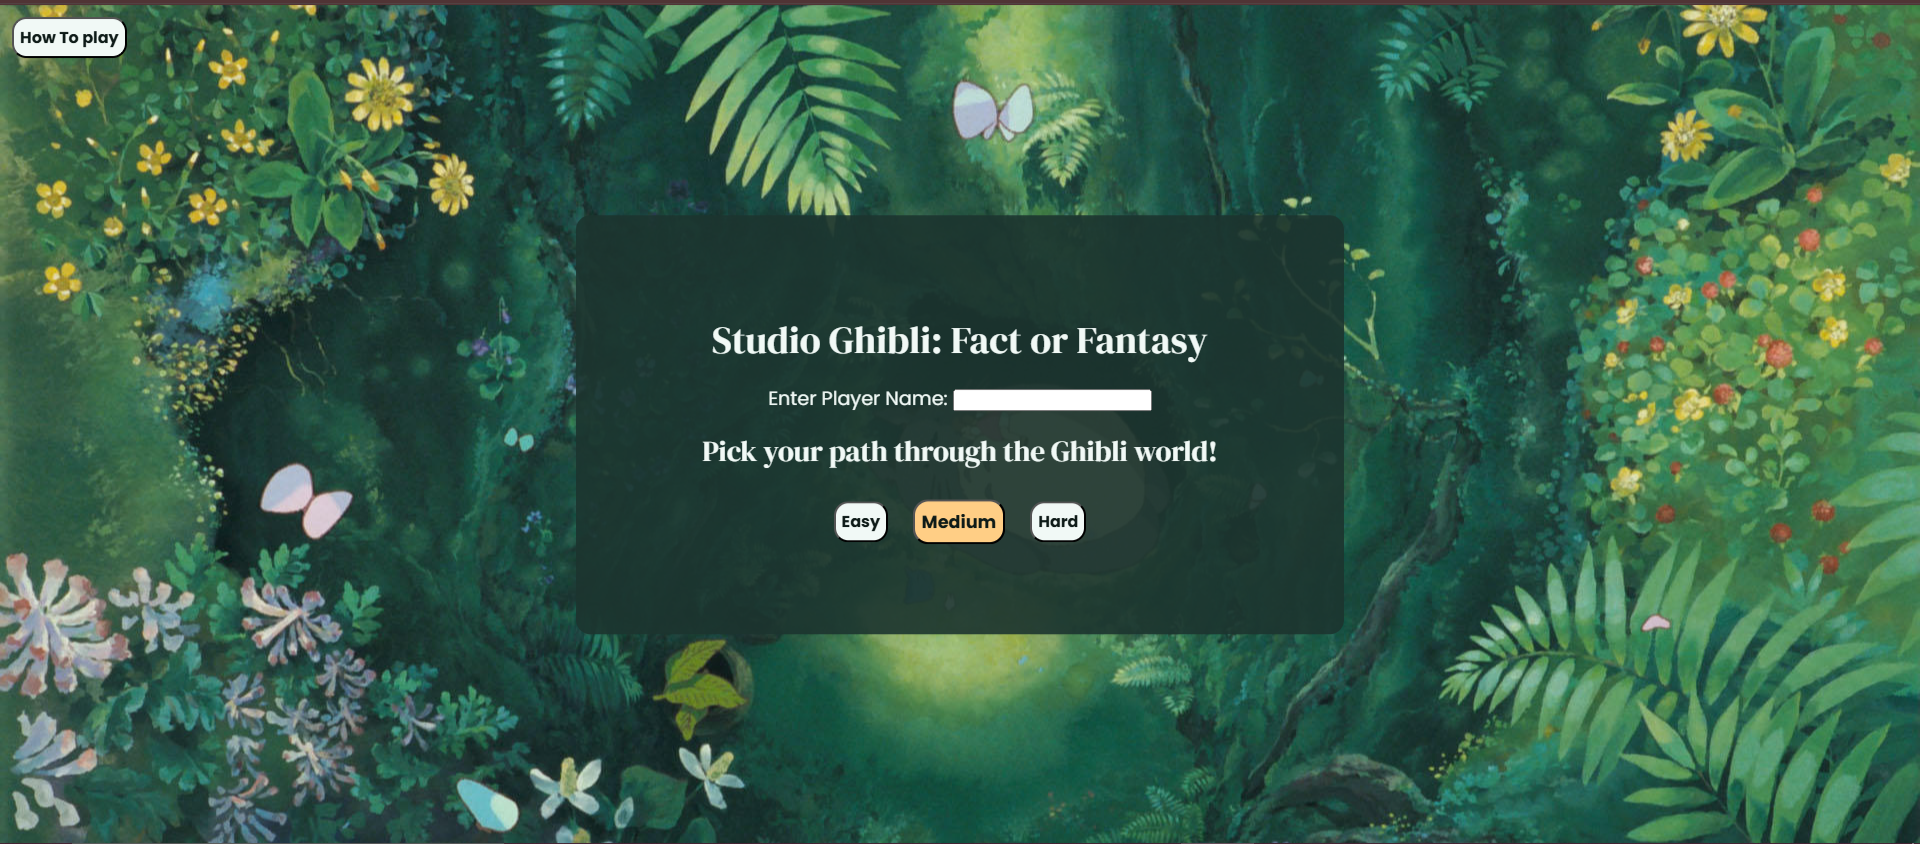 How To play
Studio Ghibli: Fact or Fantasy
Enter Player Name:
Pick your path through the Ghibli world!
Easy Medium Hard